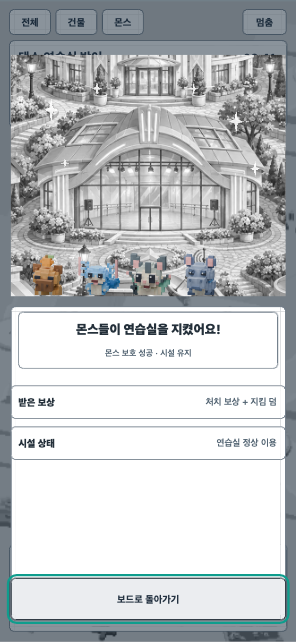 전체
건물
몬스
멈춤
몬스들이 연습실을 지켰어요!
몬스 보호 성공 · 시설 유지
받은 보상
처치 보상 + 지킴 덤
시설 상태
연습실 정상 이용
보드로 돌아가기